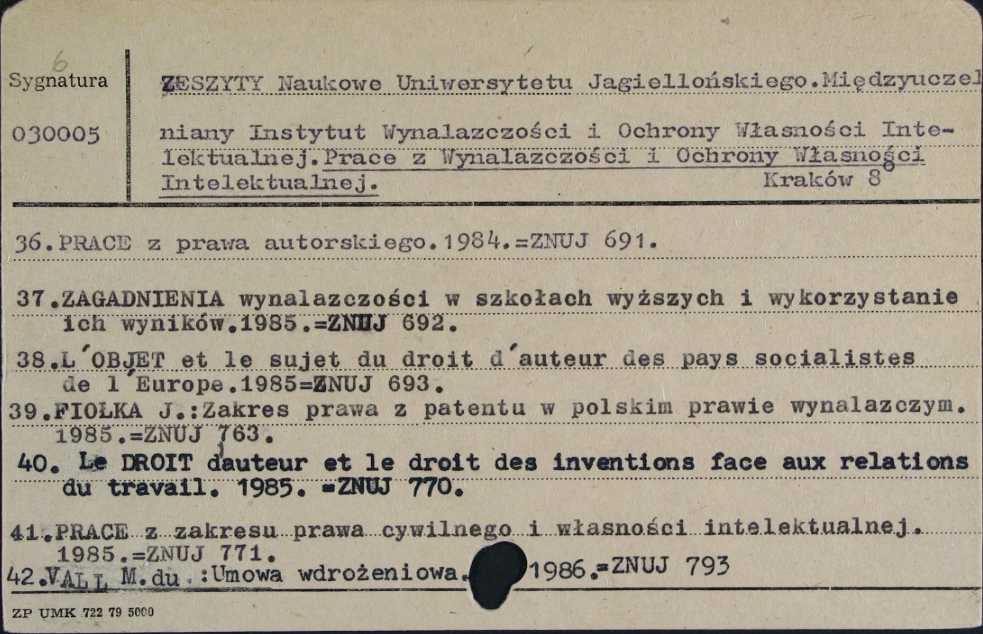 6
Sygnatura
ZESZYTY Naukowe Uniwersytetu Jagiellońskiego.Międzyuczel
030005
niany Instytut Wynalazczości i Ochrony Własności Inte-
lektualnej.Prace z Wynalazczości i Ochrony Własności
Intelektualnej. Kraków 8°
36.PRACE z prawa autorskiego.1984.=ZNUJ 691.
37.ZAGADNIENIA wynalazczości w szkołach wyższych i wykorzystanie
ich wyników.1985.=ZNUJ 692.
38.L´OBJET et le sujet du droit d´auteur des pays socialistes
de l´Europe.1985=ZNUJ 693.
39.FIOŁKA J.:Zakres prawa z patentu w polskim prawie wynalazczym.
1985.=ZNUJ 763.
40. Le DROIT d'auteur et le droit des inventions face aux relations
du travail. 1985. =ZNUJ 770.
41.PRACE z zakresu prawa cywilnego i własności intelektualnej.
1985.=ZNUJ 771.
42.VALL M.du.:Umowa wdrożeniowa. 1986.=ZNUJ 793
ZP UMK 722 79 5000